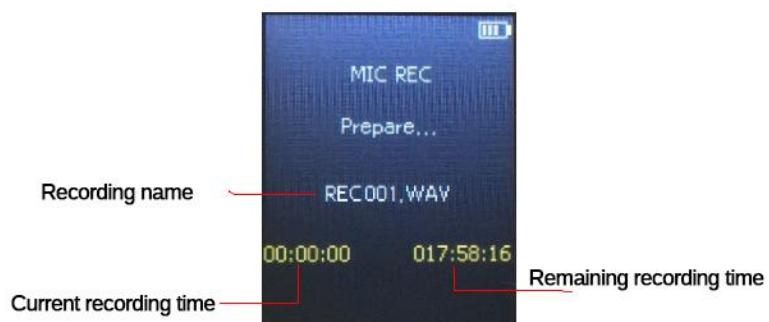 MIC REC
Prepare...
Recording name
REC001.WAV
00:00:00
017:58:16
Remaining recording time
Current recording time